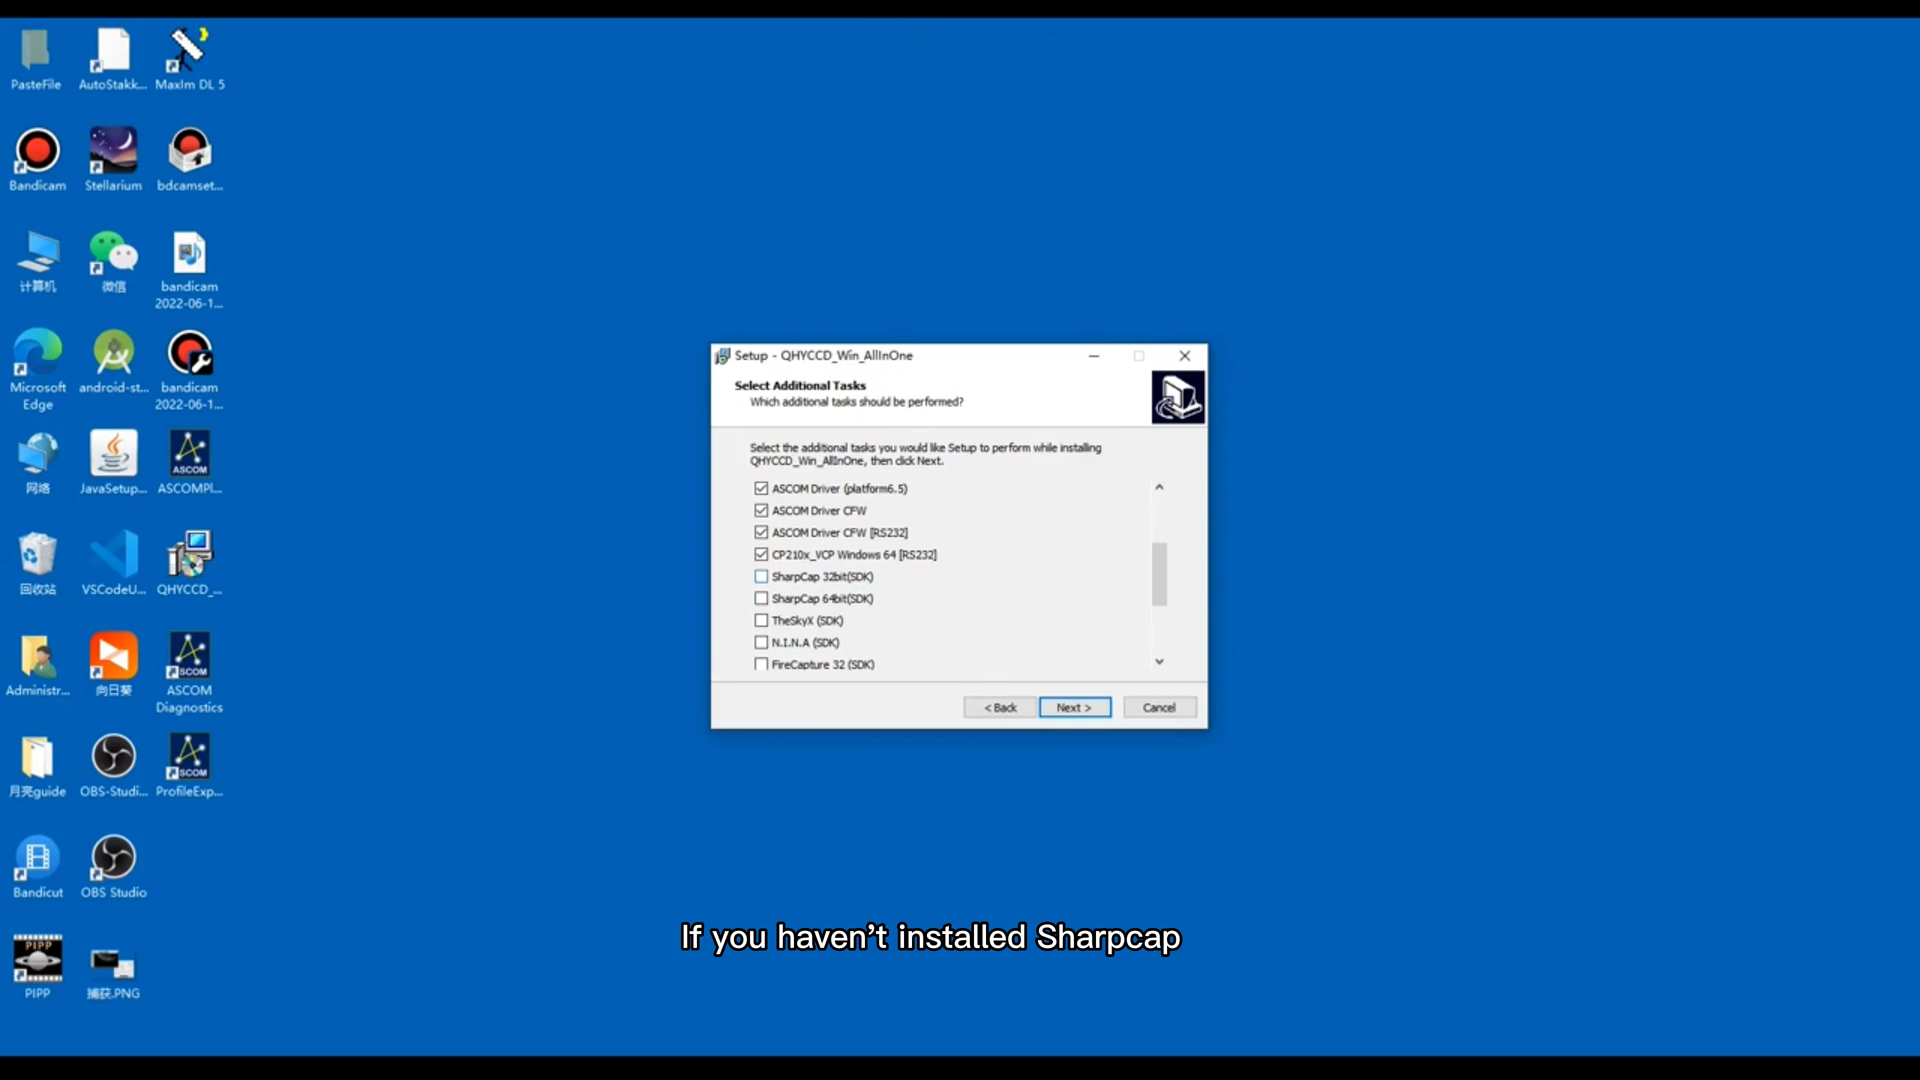 PasteFile
AutoStakk...
MaxIm DL 5
Bandicam
Stellarium
bdcamset...
计算机
微信
bandicam
2022-06-1...
Microsoft
Edge
android-st...
bandicam
2022-06-1...
网络
JavaSetup...
ASCOM
ASCOMPl...
回收站
VSCodeU...
QHYCCD_...
Administr...
向日葵
ASCOM
ASCOM
Diagnostics
月亮guide
OBS-Studi...
ASCOM
ProfileExp...
Bandicut
OBS Studio
PIPP
PIPP
捕获.PNG
Setup - QHYCCD_Win_AllInOne
Select Additional Tasks
Which additional tasks should be performed?
Select the additional tasks you would like Setup to perform while installing
QHYCCD_Win_AllInOne, then click Next.
ASCOM Driver (platform6.5)
ASCOM Driver CFW
ASCOM Driver CFW [RS232]
CP210x_VCP Windows 64 [RS232]
SharpCap 32bit(SDK)
SharpCap 64bit(SDK)
TheSkyX (SDK)
N.I.N.A (SDK)
FireCapture 32 (SDK)
< Back
Next >
Cancel
If you haven’t installed Sharpcap